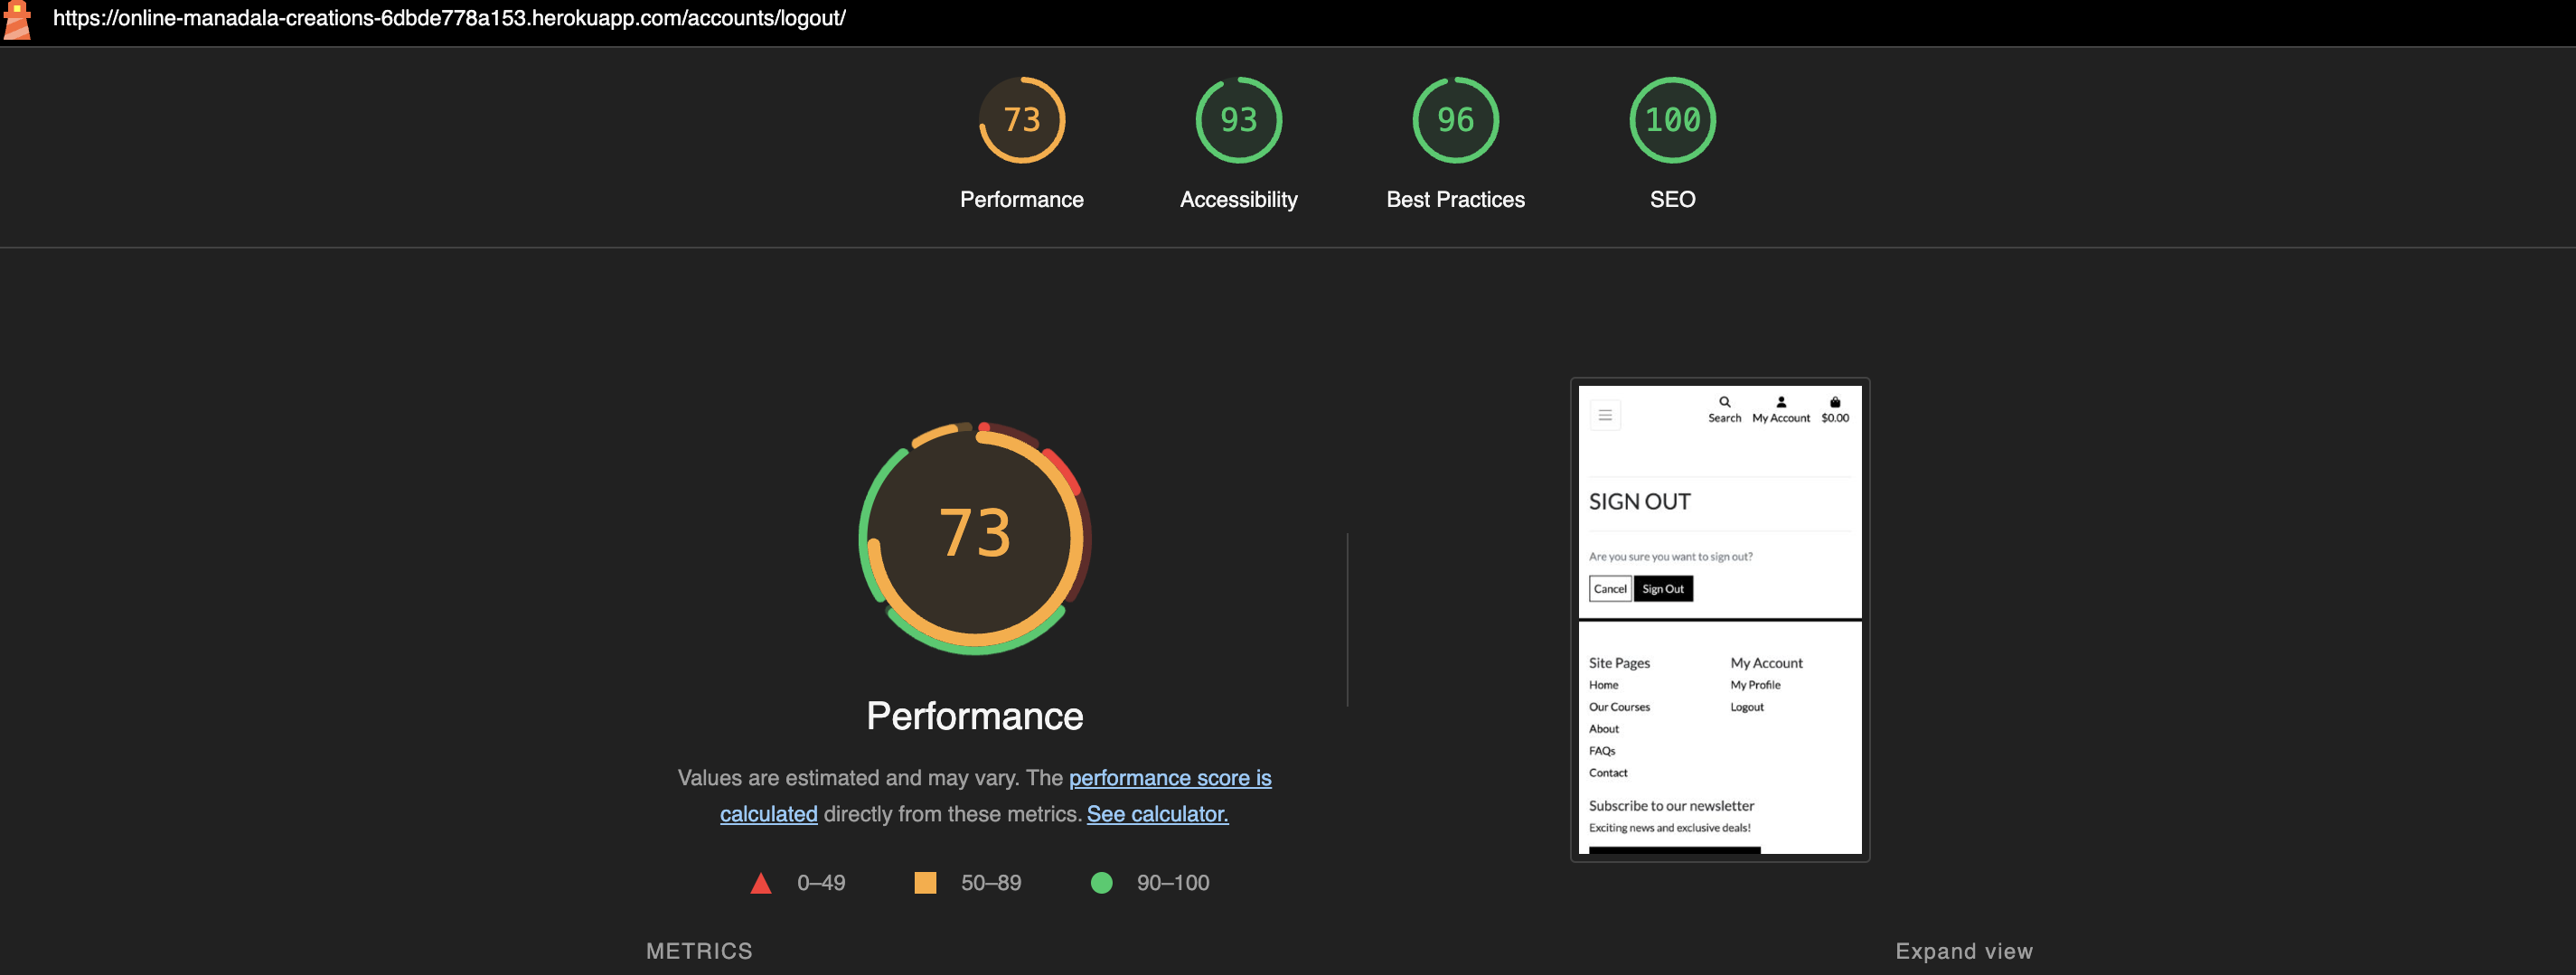 https://online-manadala-creations-6dbde778a153.herokuapp.com/accounts/logout/
73
93
96
100
Performance
Accessibility
Best Practices
SEO
73
Performance
Values are estimated and may vary. The performance score is
calculated directly from these metrics. See calculator.
0–49
50–89
90–100
METRICS
Expand view
Search
My Account
$0.00
SIGN OUT
Are you sure you want to sign out?
Cancel
Sign Out
Site Pages
Home
Our Courses
About
FAQs
Contact
My Account
My Profile
Logout
Subscribe to our newsletter
Exciting news and exclusive deals!